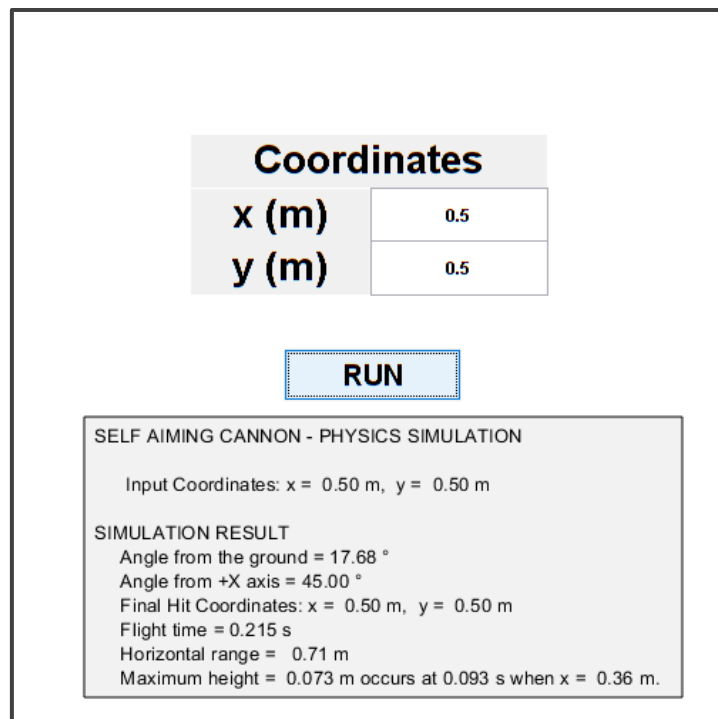 Coordinates
x (m) 0.5
y (m) 0.5
RUN
SELF AIMING CANNON - PHYSICS SIMULATION
Input Coordinates: x = 0.50 m, y = 0.50 m
SIMULATION RESULT
Angle from the ground = 17.68 °
Angle from +X axis = 45.00 °
Final Hit Coordinates: x = 0.50 m, y = 0.50 m
Flight time = 0.215 s
Horizontal range = 0.71 m
Maximum height = 0.073 m occurs at 0.093 s when x = 0.36 m.